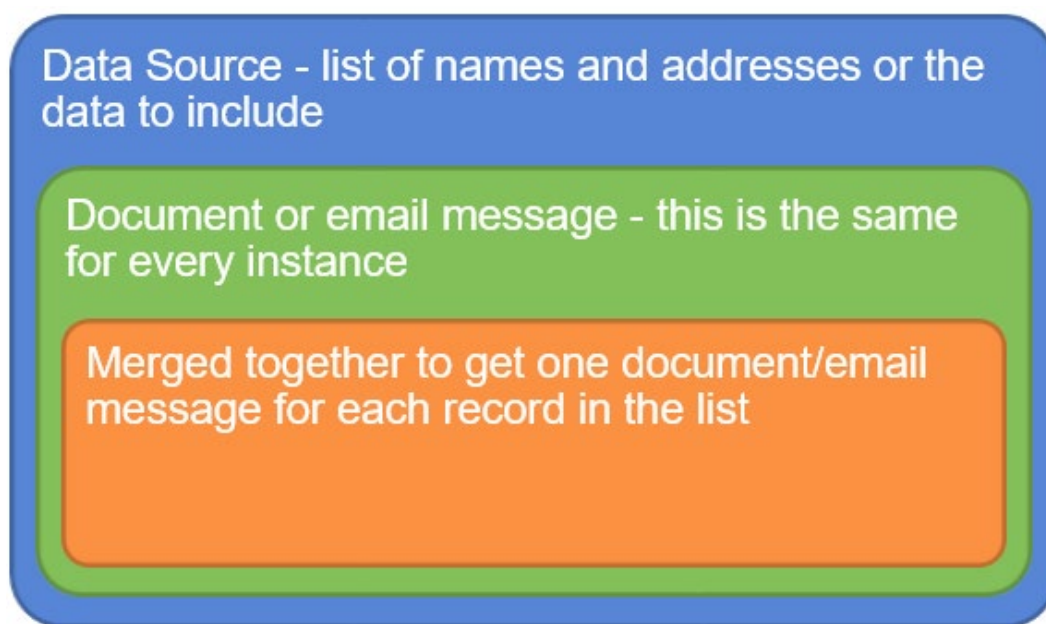 Data Source - list of names and addresses or the
data to include
Document or email message - this is the same
for every instance
Merged together to get one document/email
message for each record in the list